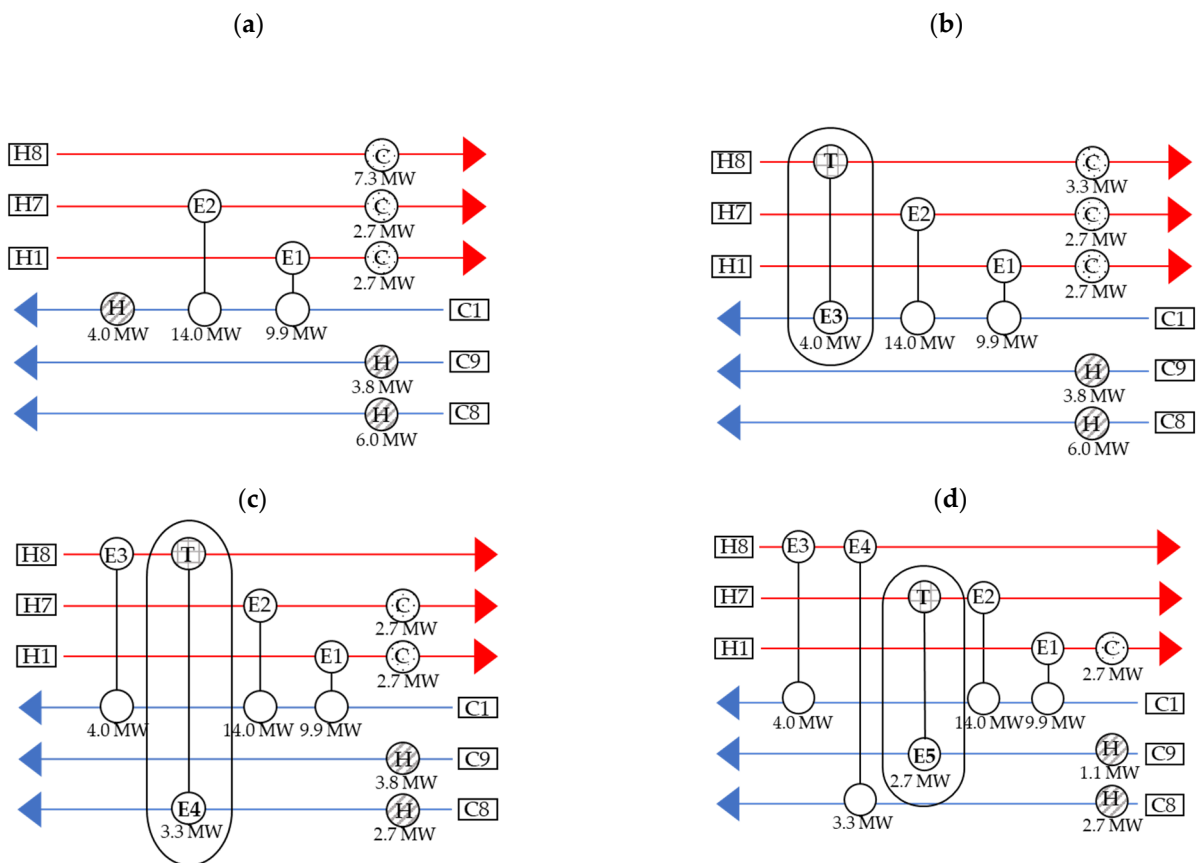 (a)
H8 C
7.3 MW
H7 E2 C
2.7 MW
H1 E1 C
2.7 MW
H C1
4.0 MW 14.0 MW 9.9 MW
H C9
3.8 MW
H C8
6.0 MW
(b)
H8 T C
3.3 MW
H7 E2 C
2.7 MW
H1 E1 C
2.7 MW
E3 C1
4.0 MW 14.0 MW 9.9 MW
H C9
3.8 MW
H C8
6.0 MW
(c)
H8 E3 T
H7 E2 C
2.7 MW
H1 E1 C
2.7 MW
C1
4.0 MW 14.0 MW 9.9 MW
H C9
3.8 MW
E4 H C8
3.3 MW 2.7 MW
(d)
H8 E3 E4
H7 T E2
H1 E1 C
2.7 MW
C1
4.0 MW 14.0 MW 9.9 MW
E5 H C9
2.7 MW 1.1 MW
H C8
3.3 MW 2.7 MW